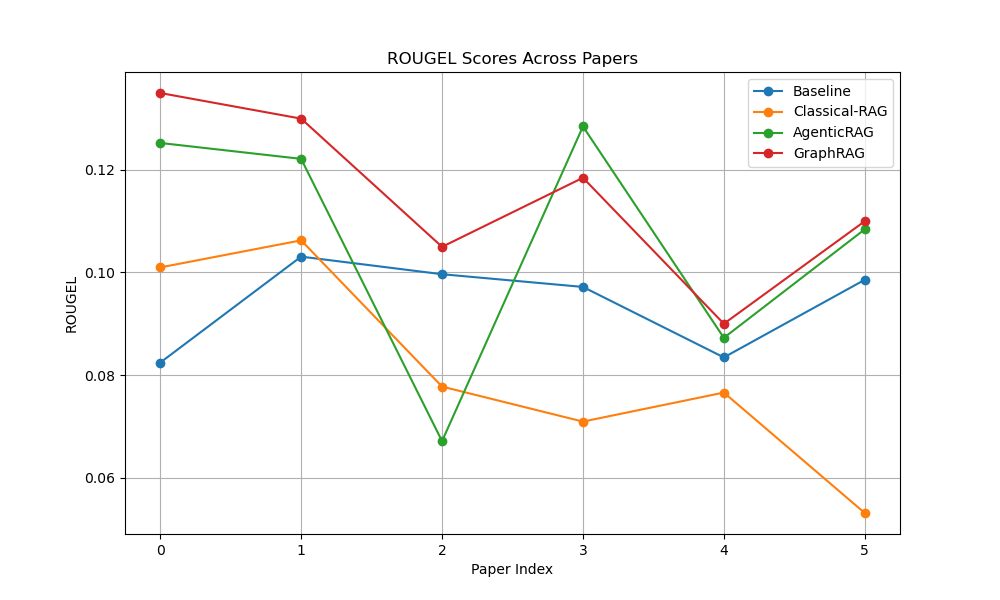 ROUGEL Scores Across Papers
Baseline
Classical-RAG
AgenticRAG
GraphRAG
0.12
0.10
0.08
0.06
ROUGEL
0 1 2 3 4 5
Paper Index